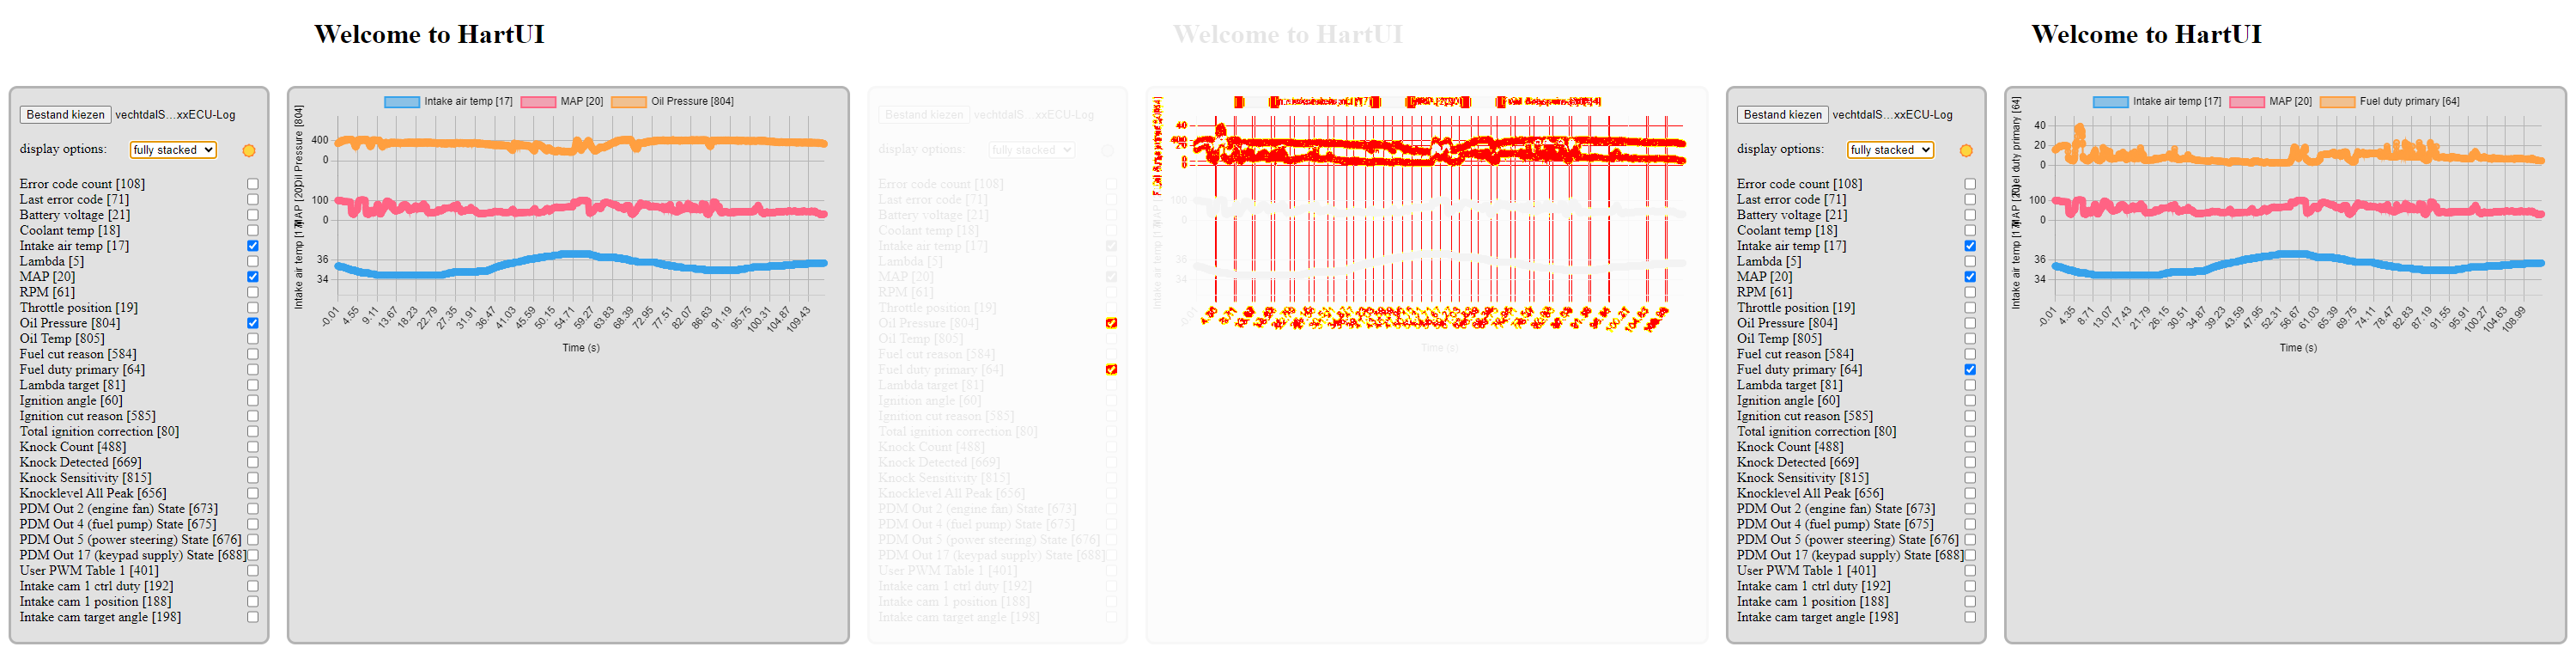 Welcome to HartUI
Bestand kiezen vechtdalS...xxECU-Log
display options: fully stacked
Error code count [108]
Last error code [71]
Battery voltage [21]
Coolant temp [18]
Intake air temp [17]
Lambda [5]
MAP [20]
RPM [61]
Throttle position [19]
Oil Pressure [804]
Oil Temp [805]
Fuel cut reason [584]
Fuel duty primary [64]
Lambda target [81]
Ignition angle [60]
Ignition cut reason [585]
Total ignition correction [80]
Knock Count [488]
Knock Detected [669]
Knock Sensitivity [815]
Knocklevel All Peak [656]
PDM Out 2 (engine fan) State [673]
PDM Out 4 (fuel pump) State [675]
PDM Out 5 (power steering) State [676]
PDM Out 17 (keypad supply) State [688]
User PWM Table 1 [401]
Intake cam 1 ctrl duty [192]
Intake cam 1 position [188]
Intake cam target angle [198]
Intake air temp [17] MAP [20] Oil Pressure [804]
Oil Pressure [804]
400
0
MAP [20]
100
0
Intake air temp [17]
36
34
-0.01 4.55 9.11 13.67 18.23 22.79 27.35 31.91 36.47 41.03 45.59 50.15 54.71 59.27 63.83 68.39 72.95 77.51 82.07 86.63 91.19 95.75 100.31 104.87 109.43
Time (s)
Welcome to HartUI
Bestand kiezen vechtdalS...xxECU-Log
display options: fully stacked
Error code count [108]
Last error code [71]
Battery voltage [21]
Coolant temp [18]
Intake air temp [17]
Lambda [5]
MAP [20]
RPM [61]
Throttle position [19]
Oil Pressure [804]
Oil Temp [805]
Fuel cut reason [584]
Fuel duty primary [64]
Lambda target [81]
Ignition angle [60]
Ignition cut reason [585]
Total ignition correction [80]
Knock Count [488]
Knock Detected [669]
Knock Sensitivity [815]
Knocklevel All Peak [656]
PDM Out 2 (engine fan) State [673]
PDM Out 4 (fuel pump) State [675]
PDM Out 5 (power steering) State [676]
PDM Out 17 (keypad supply) State [688]
User PWM Table 1 [401]
Intake cam 1 ctrl duty [192]
Intake cam 1 position [188]
Intake cam target angle [198]
MAP [20]
100
0
Intake air temp [17]
36
34
-0.01
Time (s)
Welcome to HartUI
Bestand kiezen vechtdalS...xxECU-Log
display options: fully stacked
Error code count [108]
Last error code [71]
Battery voltage [21]
Coolant temp [18]
Intake air temp [17]
Lambda [5]
MAP [20]
RPM [61]
Throttle position [19]
Oil Pressure [804]
Oil Temp [805]
Fuel cut reason [584]
Fuel duty primary [64]
Lambda target [81]
Ignition angle [60]
Ignition cut reason [585]
Total ignition correction [80]
Knock Count [488]
Knock Detected [669]
Knock Sensitivity [815]
Knocklevel All Peak [656]
PDM Out 2 (engine fan) State [673]
PDM Out 4 (fuel pump) State [675]
PDM Out 5 (power steering) State [676]
PDM Out 17 (keypad supply) State [688]
User PWM Table 1 [401]
Intake cam 1 ctrl duty [192]
Intake cam 1 position [188]
Intake cam target angle [198]
Intake air temp [17] MAP [20] Fuel duty primary [64]
Fuel duty primary [64]
40
20
0
MAP [20]
100
0
Intake air temp [17]
36
34
-0.01 4.35 8.71 13.07 17.43 21.79 26.15 30.51 34.87 39.23 43.59 47.95 52.31 56.67 61.03 65.39 69.75 74.11 78.47 82.83 87.19 91.55 95.91 100.27 104.63 108.99
Time (s)